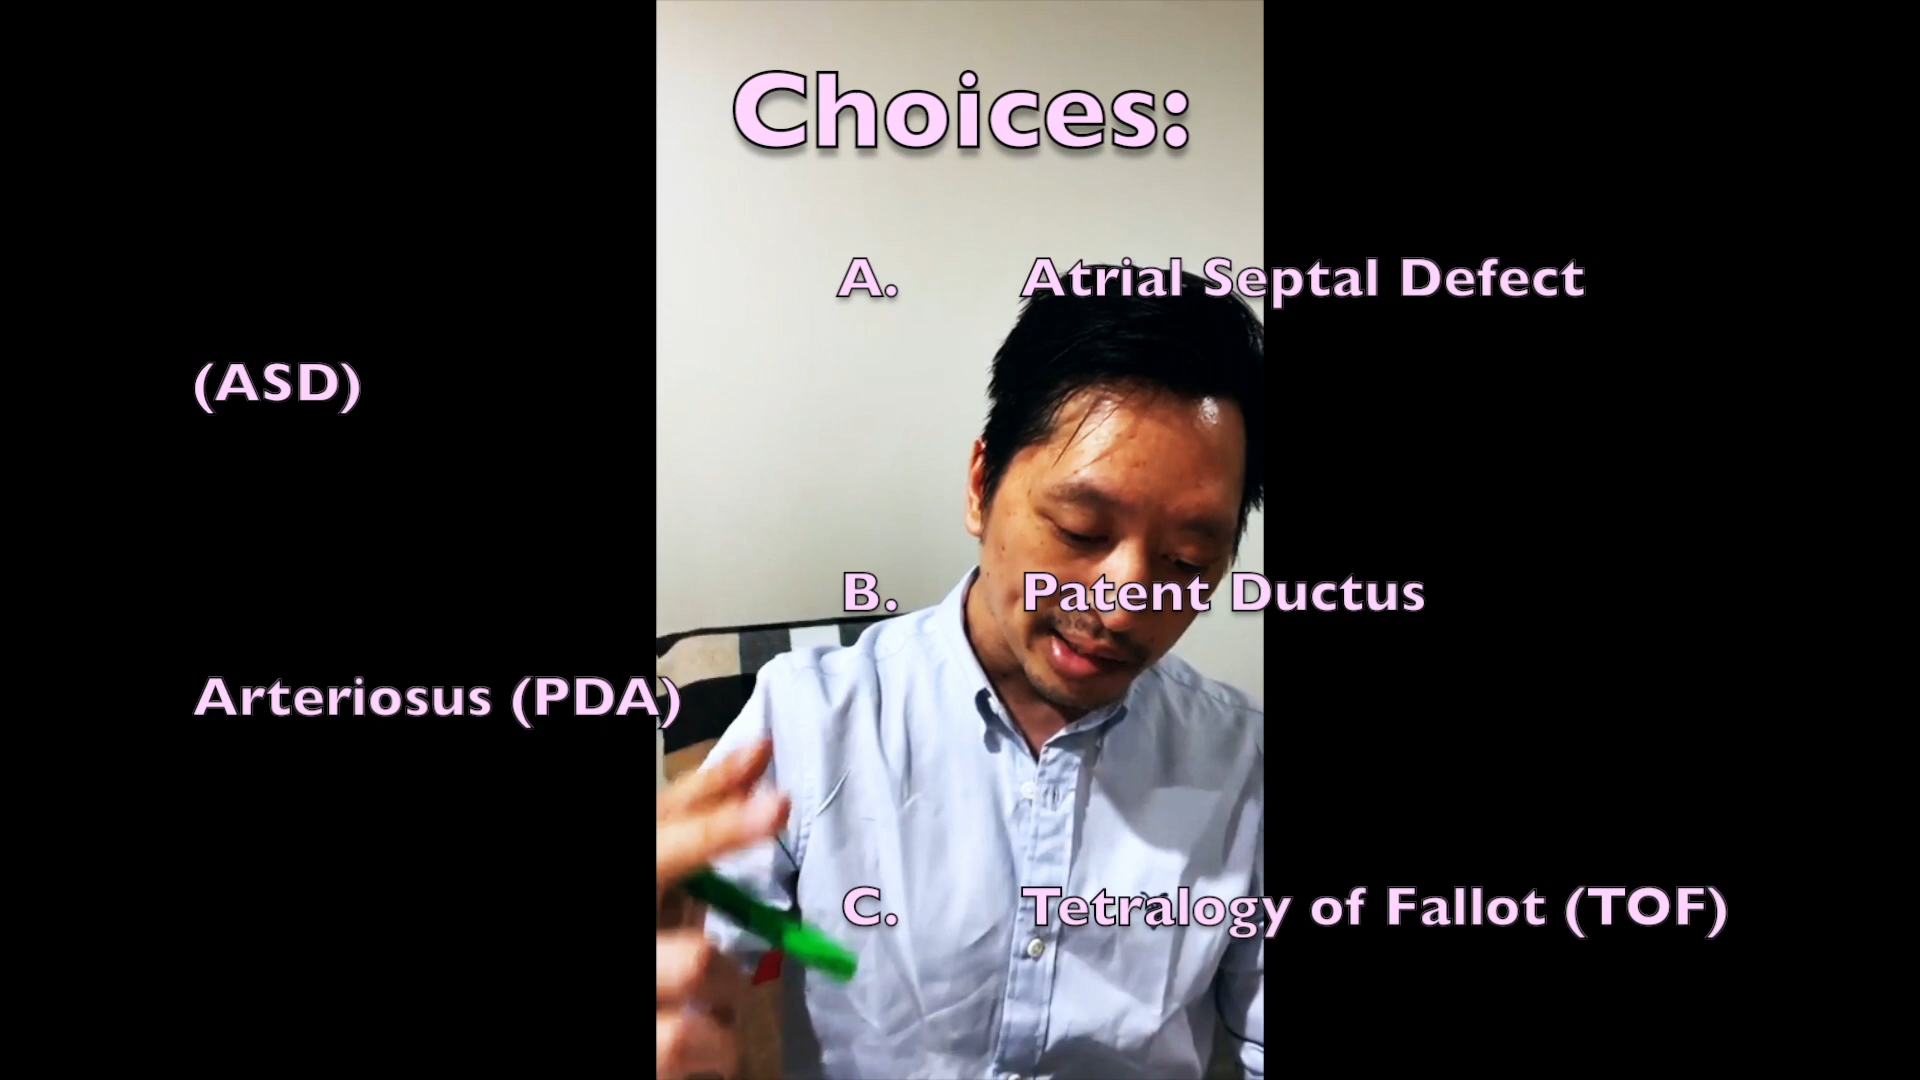 Choices:
A. Atrial Septal Defect
(ASD)
B. Patent Ductus
Arteriosus (PDA)
C. Tetralogy of Fallot (TOF)